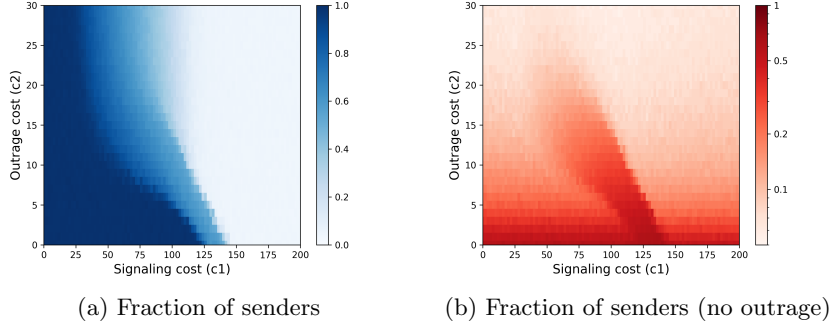 30
25
20
15
10
5
0
Outrage cost (c2)
0 25 50 75 100 125 150 175 200
Signaling cost (c1)
1.0
0.8
0.6
0.4
0.2
0.0
(a) Fraction of senders
30
25
20
15
10
5
0
Outrage cost (c2)
0 25 50 75 100 125 150 175 200
Signaling cost (c1)
1
0.2
0.1
(b) Fraction of senders (no outrage)